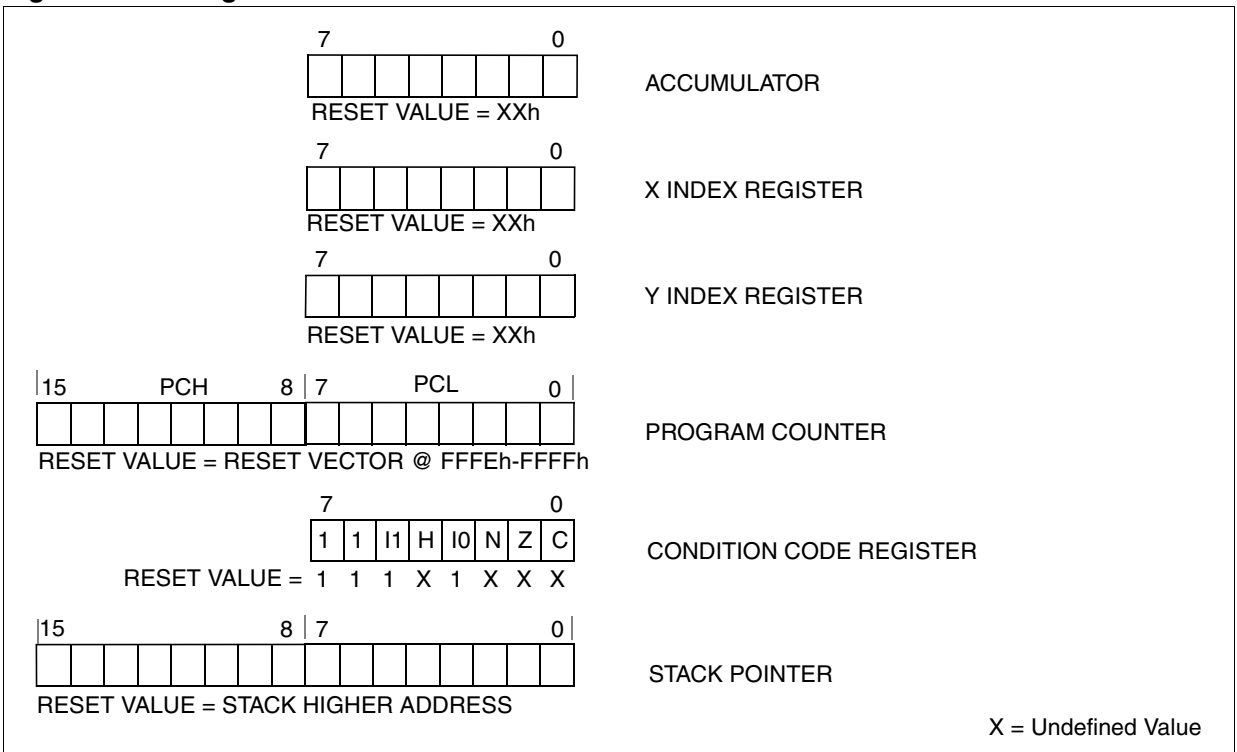 7 0
ACCUMULATOR
RESET VALUE = XXh
7 0
X INDEX REGISTER
RESET VALUE = XXh
7 0
Y INDEX REGISTER
RESET VALUE = XXh
15 PCH 8 7 PCL 0
PROGRAM COUNTER
RESET VALUE = RESET VECTOR @ FFFEh-FFFFh
7 0
1 1 I1 H I0 N Z C
CONDITION CODE REGISTER
RESET VALUE = 1 1 1 X 1 X X X
15 8 7 0
STACK POINTER
RESET VALUE = STACK HIGHER ADDRESS
X = Undefined Value